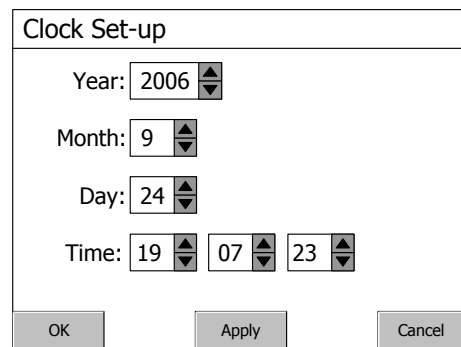 Clock Set-up
Year: 2006
Month: 9
Day: 24
Time: 19 07 23
OK Apply Cancel